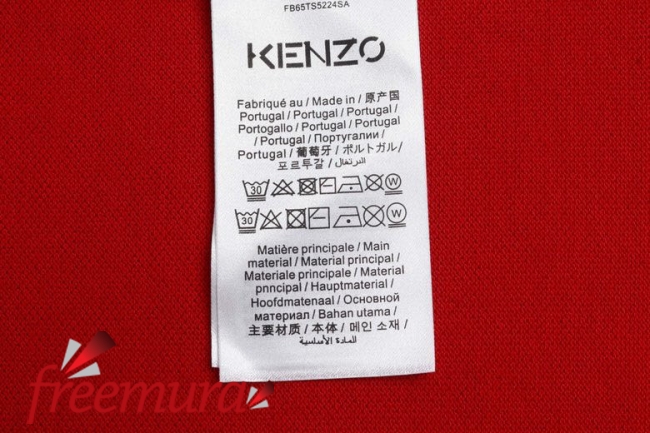 FB65TS5224SA
KENZO
Fabriqué au / Made in / 原产国
Portugal / Portugal / Portugal /
Portogallo / Portugal / Portugal
/ Portugal / Португалии /
Portugal / 葡萄牙 / ポルトガル /
포르투갈 / البرتغال /
30 W
30 W
Matière principale / Main
material / Material principal /
Materiale principale / Material
pnncipal / Hauptmaterial /
Hoofdmatenaal / Основной
материал / Bahan utama /
主要材质 / 本体 / 메인 소재 /
المادة الأساسية /
freemura